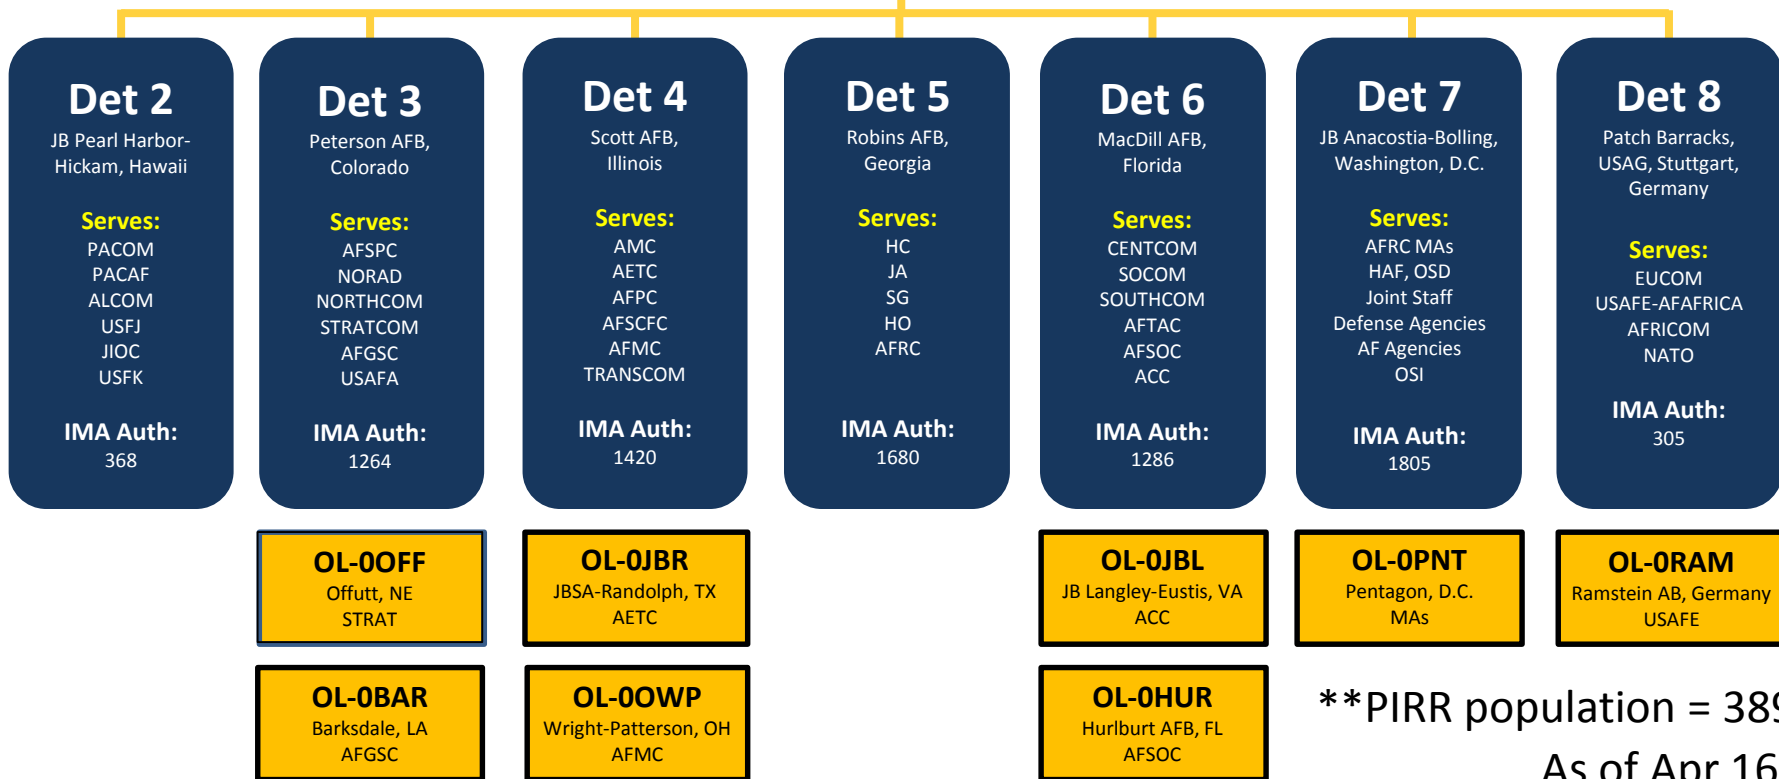 Det 2
JB Pearl Harbor-
Hickam, Hawaii
Serves:
PACOM
PACAF
ALCOM
USFJ
JIOC
USFK
IMA Auth:
368
Det 3
Peterson AFB,
Colorado
Serves:
AFSPC
NORAD
NORTHCOM
STRATCOM
AFGSC
USAFA
IMA Auth:
1264
Det 4
Scott AFB,
Illinois
Serves:
AMC
AETC
AFPC
AFSCFC
AFMC
TRANSCOM
IMA Auth:
1420
Det 5
Robins AFB,
Georgia
Serves:
HC
JA
SG
HO
AFRC
IMA Auth:
1680
Det 6
MacDill AFB,
Florida
Serves:
CENTCOM
SOCOM
SOUTHCOM
AFTAC
AFSOC
ACC
IMA Auth:
1286
Det 7
JB Anacostia-Bolling,
Washington, D.C.
Serves:
AFRC MAs
HAF, OSD
Joint Staff
Defense Agencies
AF Agencies
OSI
IMA Auth:
1805
Det 8
Patch Barracks,
USAG, Stuttgart,
Germany
Serves:
EUCOM
USAFE-AFAFRICA
AFRICOM
NATO
IMA Auth:
305
OL-0OFF
Offutt, NE
STRAT
OL-0JBR
JBSA-Randolph, TX
AETC
OL-0JBL
JB Langley-Eustis, VA
ACC
OL-0PNT
Pentagon, D.C.
MAs
OL-0RAM
Ramstein AB, Germany
USAFE
OL-0BAR
Barksdale, LA
AFGSC
OL-0OWP
Wright-Patterson, OH
AFMC
OL-0HUR
Hurlburt AFB, FL
AFSOC
**PIRR population = 389
As of Apr 16